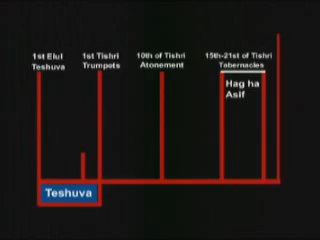 1st Elul
Teshuva
1st Tishri
Trumpets
10th of Tishri
Atonement
15th-21st of Tishri
Tabernacles
Hag ha
Asif
Teshuva